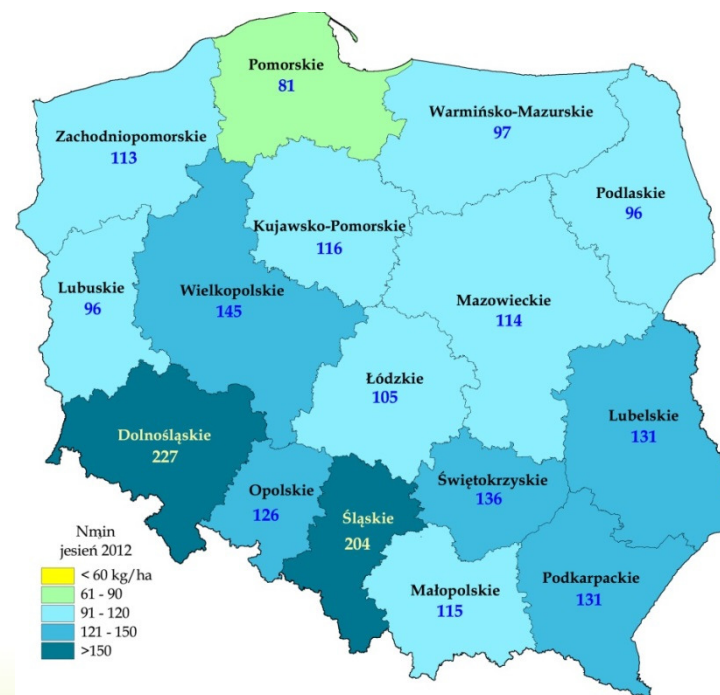 Pomorskie
81
Warmińsko-Mazurskie
97
Zachodniopomorskie
113
Podlaskie
96
Kujawsko-Pomorskie
116
Lubuskie
96
Wielkopolskie
145
Mazowieckie
114
Łódzkie
105
Lubelskie
131
Dolnośląskie
227
Opolskie
126
Śląskie
204
Świętokrzyskie
136
Małopolskie
115
Podkarpackie
131
Nmin
jesień 2012
< 60 kg/ha
61 - 90
91 - 120
121 - 150
>150